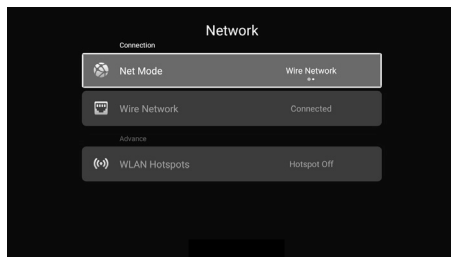 Network
Connection
Net Mode
Wire Network
Wire Network
Connected
Advance
WLAN Hotspots
Hotspot Off